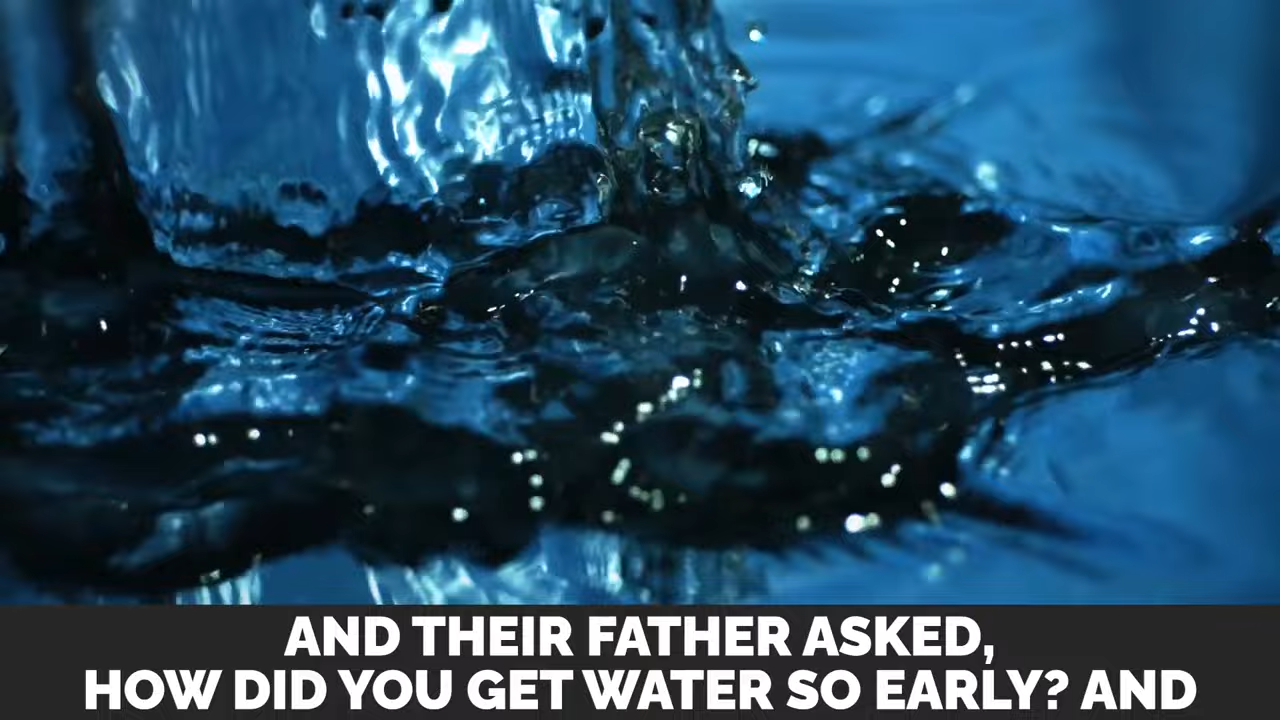 AND THEIR FATHER ASKED,
HOW DID YOU GET WATER SO EARLY? AND